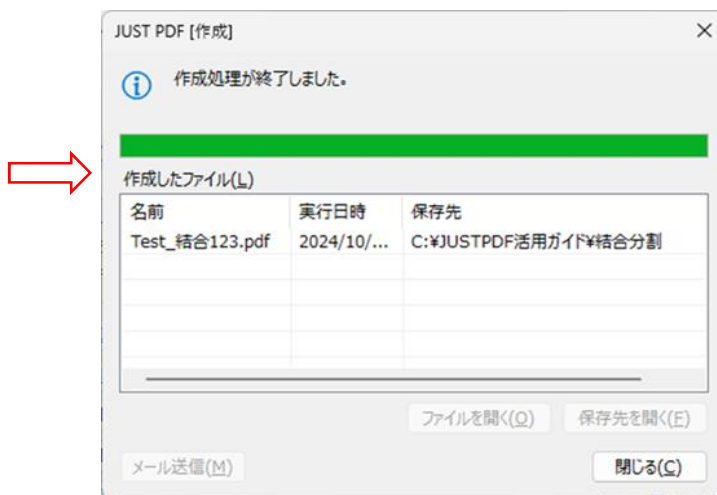 JUST PDF [作成]
作成処理が終了しました。
作成したファイル(L)
名前 実行日時 保存先
Test_結合123.pdf 2024/10/... C:¥JUSTPDF活用ガイド¥結合分割
ファイルを開く(O) 保存先を開く(F)
メール送信(M) 閉じる(C)